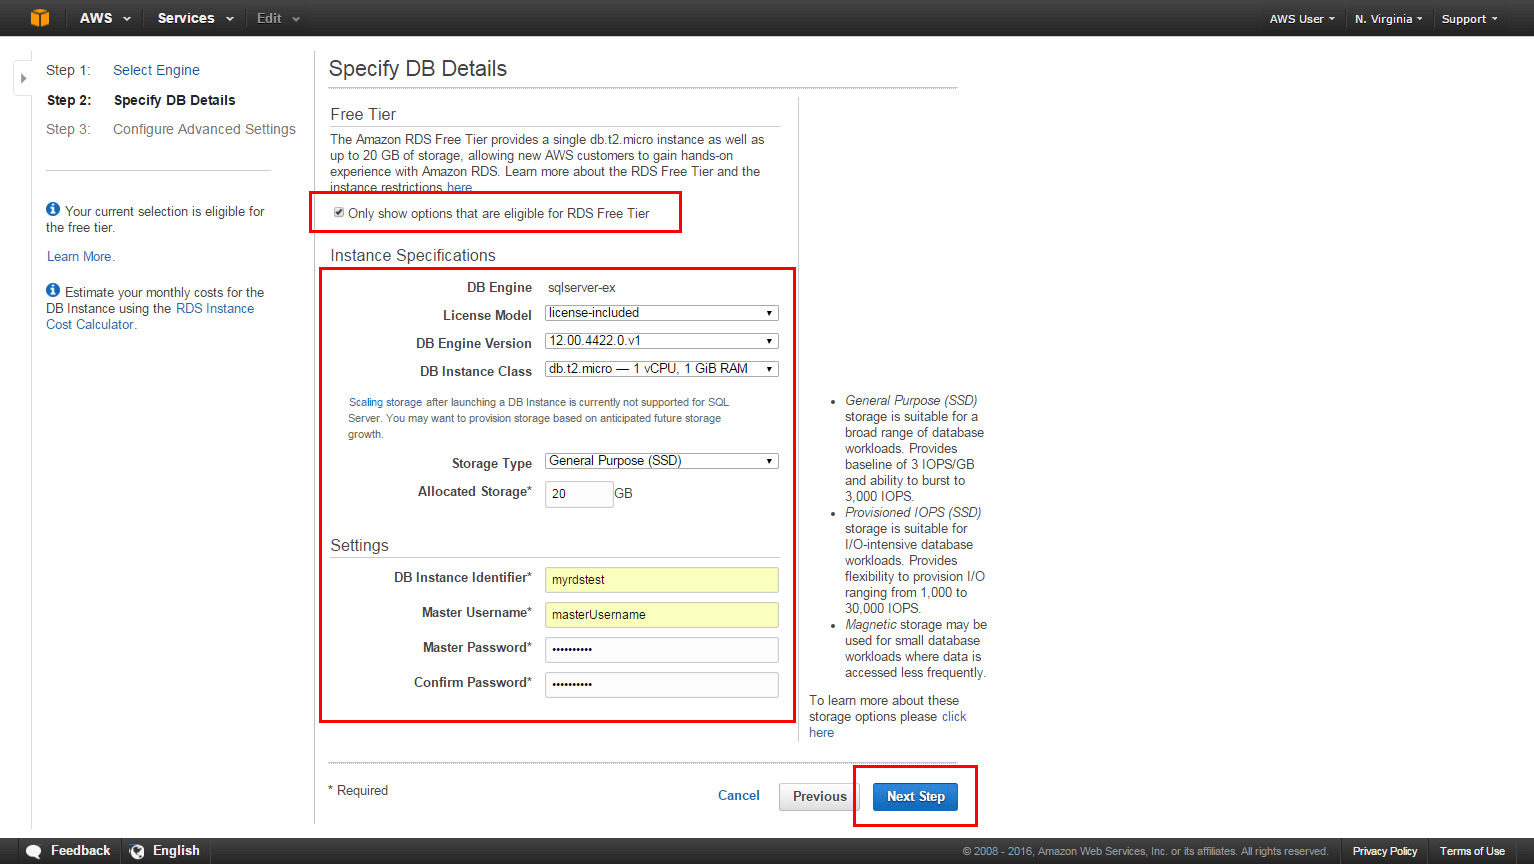 AWS Services Edit AWS User N. Virginia Support
Step 1: Select Engine
Step 2: Specify DB Details
Step 3: Configure Advanced Settings
Your current selection is eligible for
the free tier.
Learn More.
Estimate your monthly costs for the
DB Instance using the RDS Instance
Cost Calculator.
Specify DB Details
Free Tier
The Amazon RDS Free Tier provides a single db.t2.micro instance as well as
up to 20 GB of storage, allowing new AWS customers to gain hands-on
experience with Amazon RDS. Learn more about the RDS Free Tier and the
instance restrictions here
Only show options that are eligible for RDS Free Tier
Instance Specifications
DB Engine sqlserver-ex
License Model license-included
DB Engine Version 12.00.4422.0.v1
DB Instance Class db.t2.micro — 1 vCPU, 1 GiB RAM
Scaling storage after launching a DB Instance is currently not supported for SQL
Server. You may want to provision storage based on anticipated future storage
growth.
Storage Type General Purpose (SSD)
Allocated Storage* 20 GB
Settings
DB Instance Identifier* myrdstest
Master Username* masterUsername
Master Password* ••••••••••
Confirm Password* ••••••••••
• General Purpose (SSD)
storage is suitable for a
broad range of database
workloads. Provides
baseline of 3 IOPS/GB
and ability to burst to
3,000 IOPS.
• Provisioned IOPS (SSD)
storage is suitable for
I/O-intensive database
workloads. Provides
flexibility to provision I/O
ranging from 1,000 to
30,000 IOPS.
• Magnetic storage may be
used for small database
workloads where data is
accessed less frequently.
To learn more about these
storage options please click
here
* Required Cancel Previous Next Step
Feedback English © 2008 - 2016, Amazon Web Services, Inc. or its affiliates. All rights reserved. Privacy Policy Terms of Use